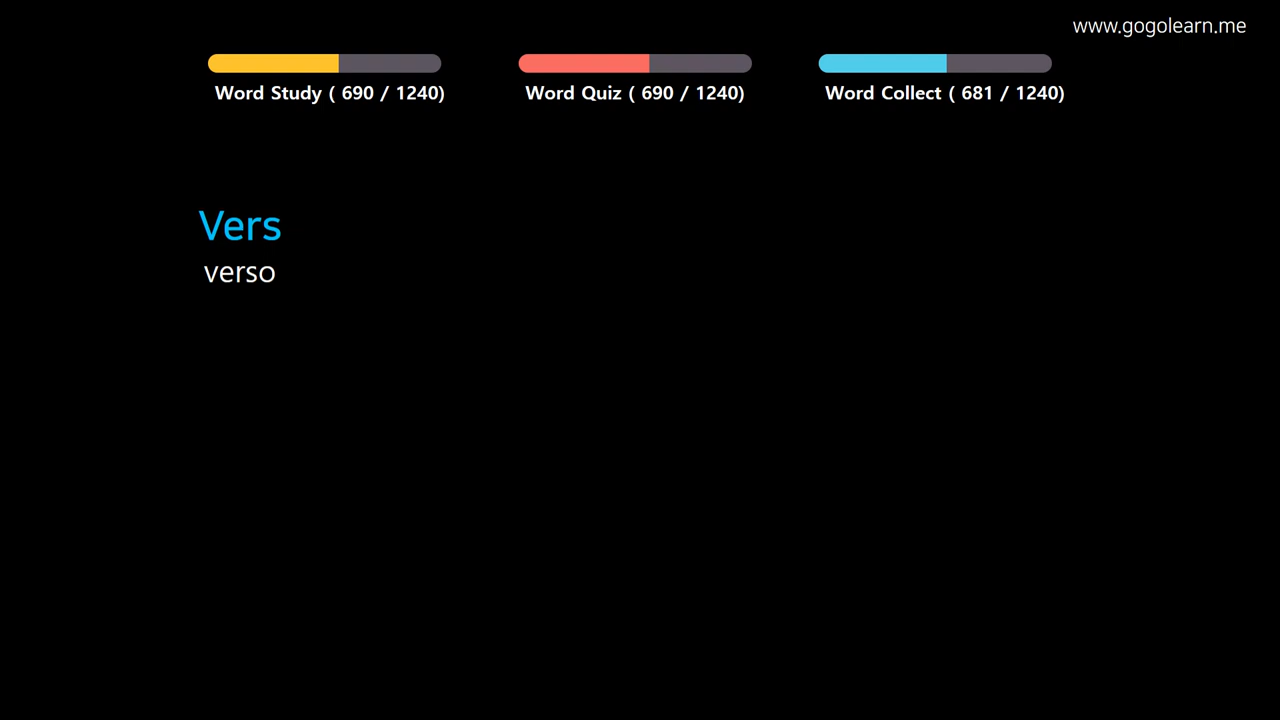 www.gogolearn.me
Word Study ( 690 / 1240)
Word Quiz ( 690 / 1240)
Word Collect ( 681 / 1240)
Vers
verso